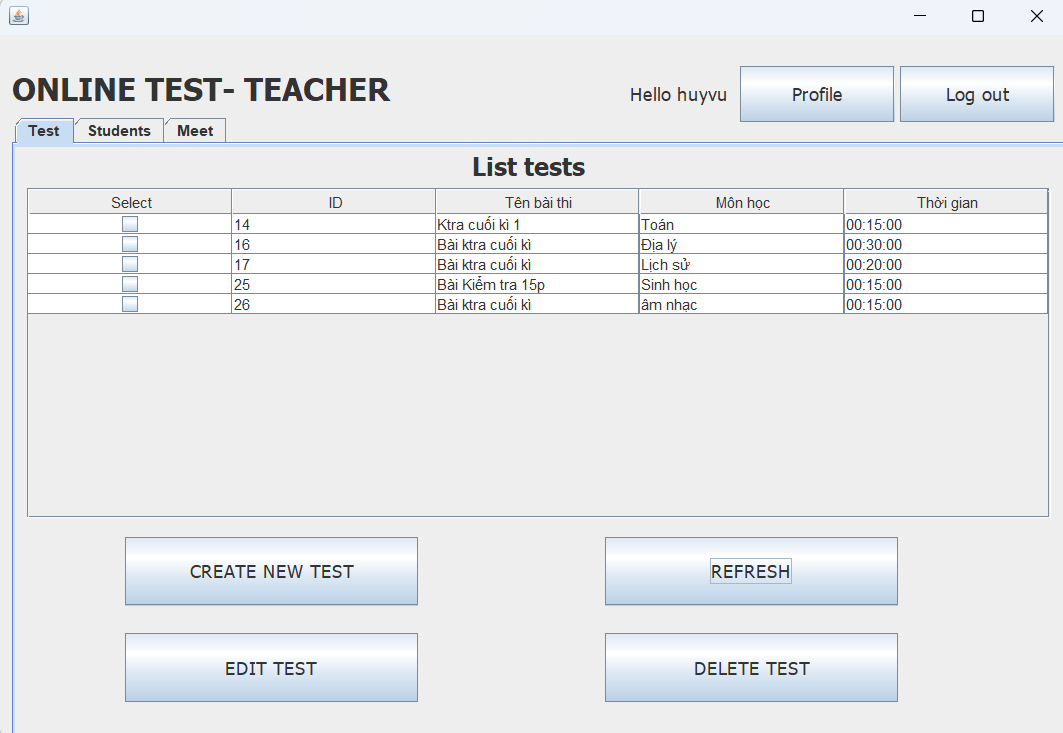 ONLINE TEST- TEACHER
Hello huyvu
Profile
Log out
Test
Students
Meet
List tests
Select ID Tên bài thi Môn học Thời gian
14 Ktra cuối kì 1 Toán 00:15:00
16 Bài ktra cuối kì Địa lý 00:30:00
17 Bài ktra cuối kì Lịch sử 00:20:00
25 Bài Kiểm tra 15p Sinh học 00:15:00
26 Bài ktra cuối kì âm nhạc 00:15:00
CREATE NEW TEST
REFRESH
EDIT TEST
DELETE TEST